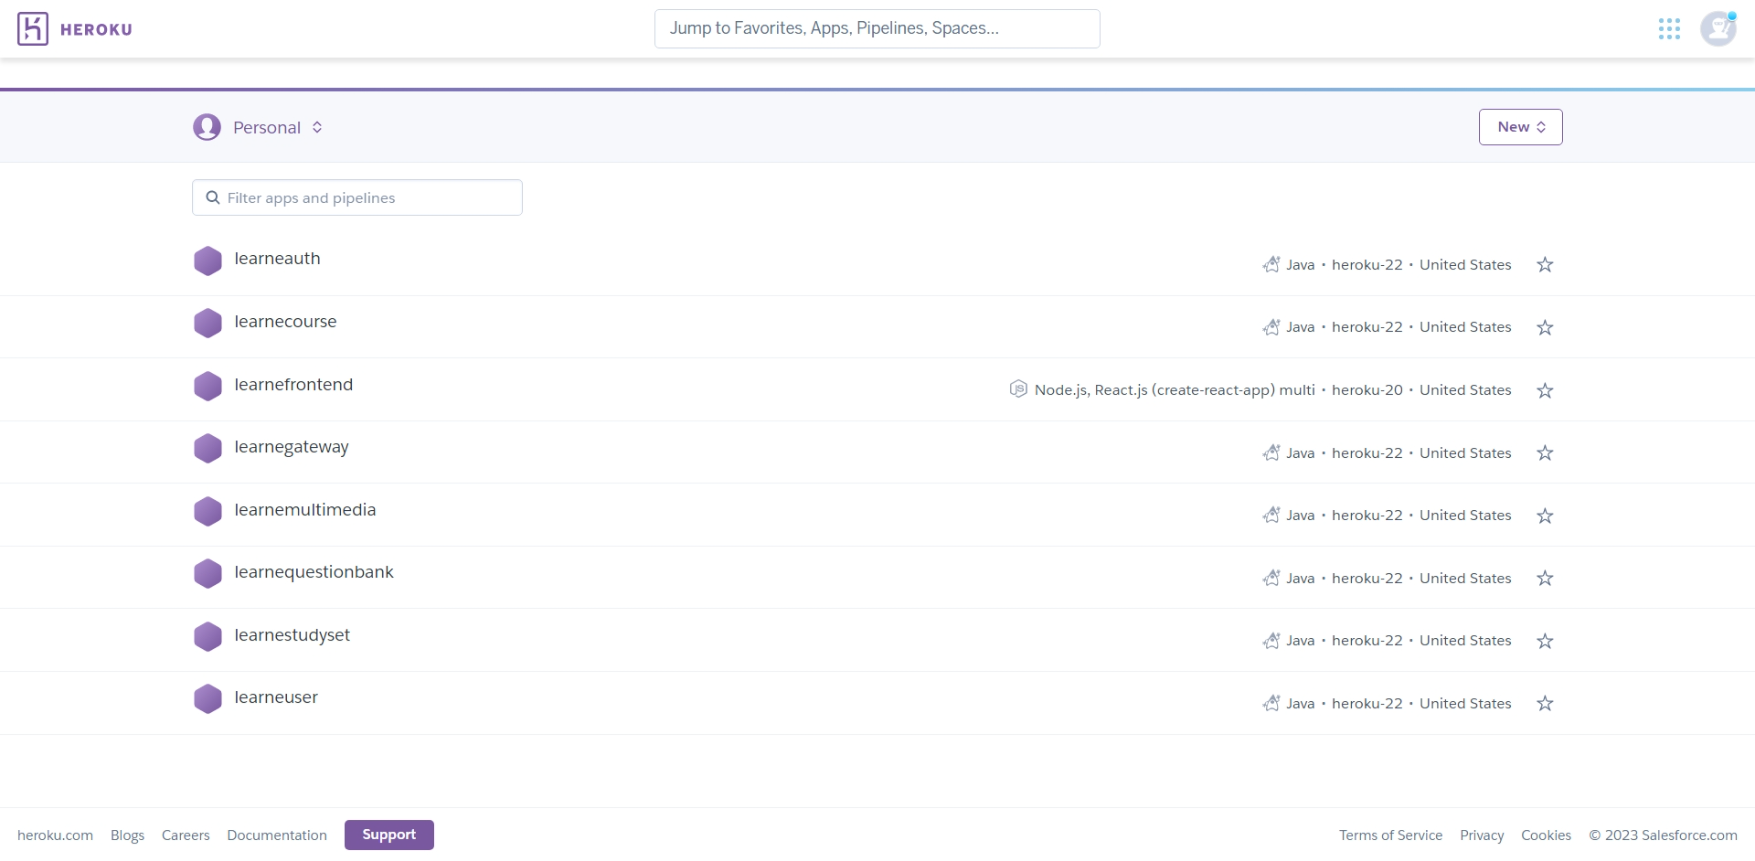 HEROKU
Jump to Favorites, Apps, Pipelines, Spaces...
Personal
New
Filter apps and pipelines
learneauth
Java • heroku-22 • United States
learnecourse
Java • heroku-22 • United States
learnefrontend
Node.js, React.js (create-react-app) multi • heroku-20 • United States
learnegateway
Java • heroku-22 • United States
learnemultimedia
Java • heroku-22 • United States
learnequestionbank
Java • heroku-22 • United States
learnestudyset
Java • heroku-22 • United States
learneuser
Java • heroku-22 • United States
heroku.com Blogs Careers Documentation Support
Terms of Service Privacy Cookies © 2023 Salesforce.com